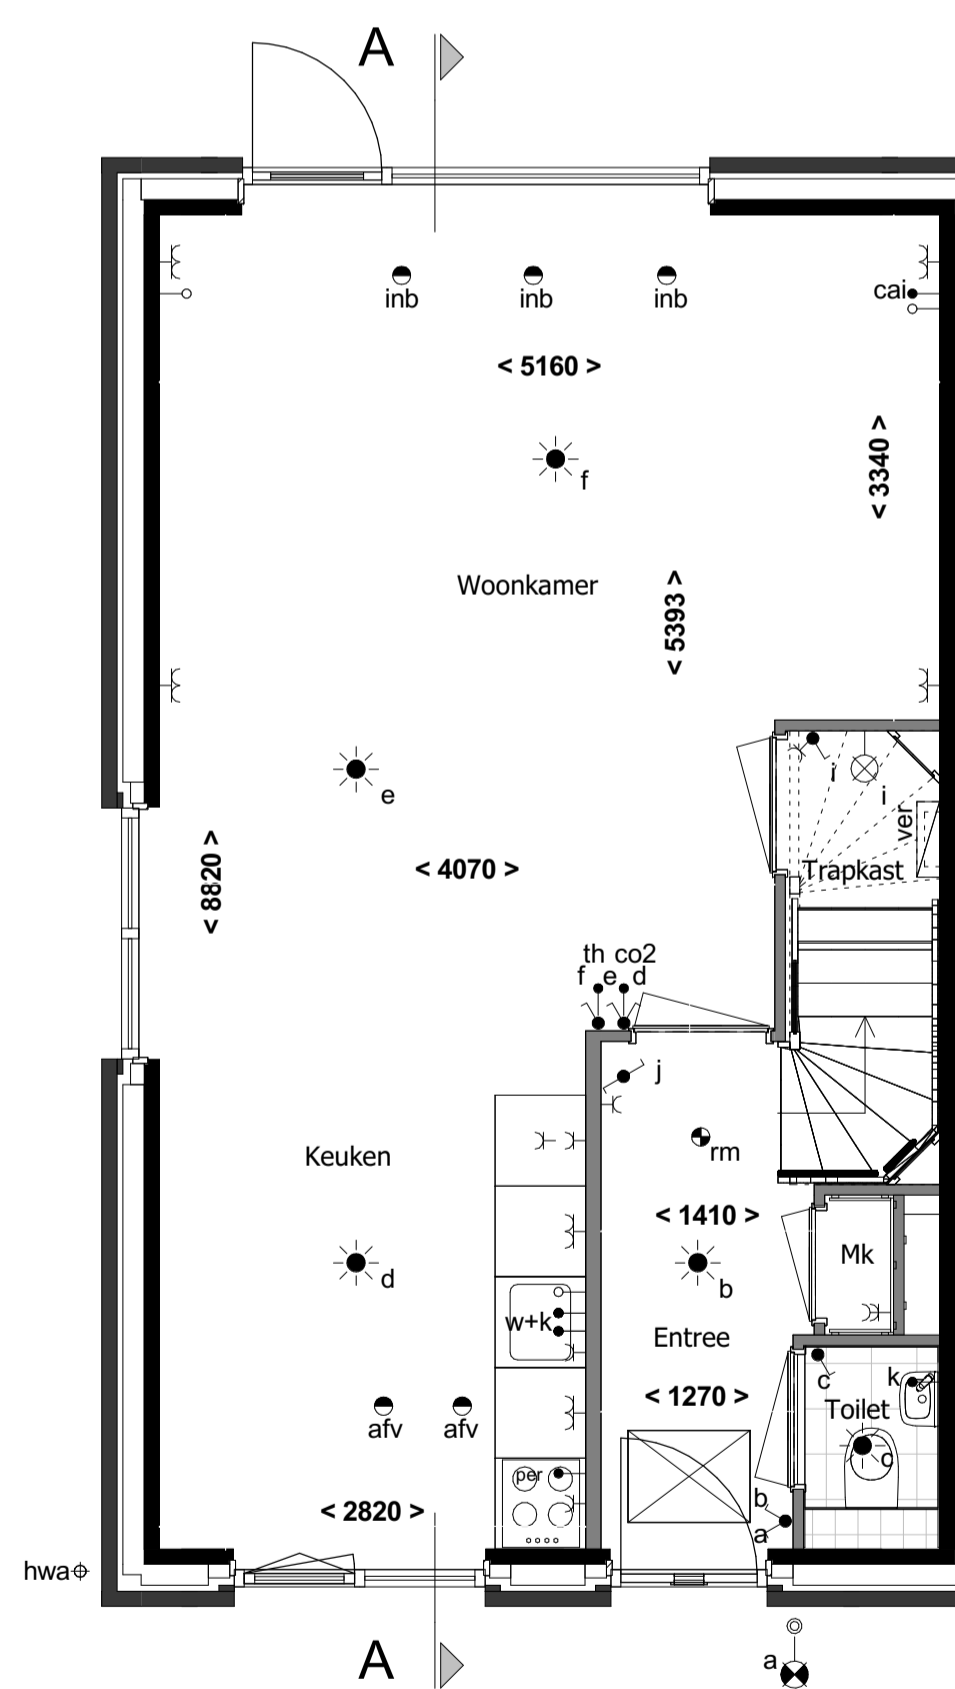 A
inb inb inb
cai
< 5160 >
< 3340 >
f
Woonkamer
< 5393 >
e
i
i
ver
< 8820 >
< 4070 >
Trapkast
th co2
f e d
j
Keuken
rm
< 1410 >
Mk
d
b
w+k
Entree
c
k
< 1270 >
Toilet
afv afv
c
per
b
< 2820 >
a
hwa
A
a